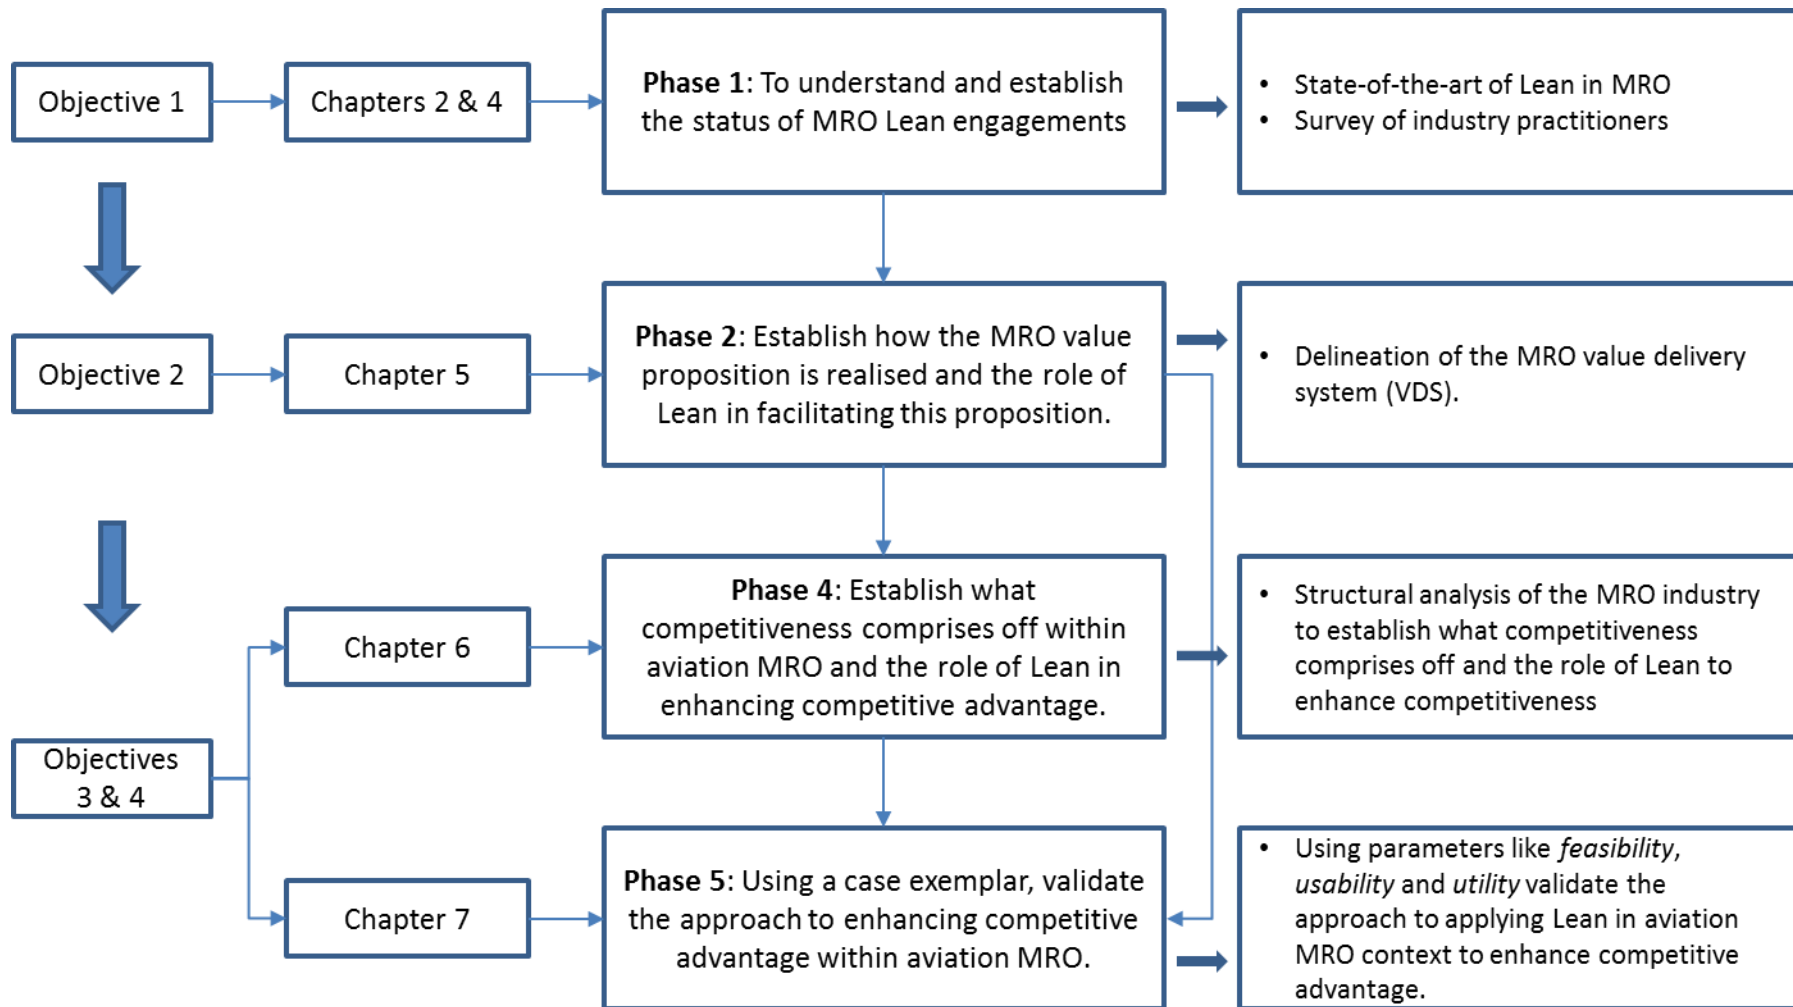 Objective 1
Chapters 2 & 4
Phase 1: To understand and establish
the status of MRO Lean engagements
• State-of-the-art of Lean in MRO
• Survey of industry practitioners
Objective 2
Chapter 5
Phase 2: Establish how the MRO value
proposition is realised and the role of
Lean in facilitating this proposition.
• Delineation of the MRO value delivery
system (VDS).
Objectives
3 & 4
Chapter 6
Phase 4: Establish what
competitiveness comprises off within
aviation MRO and the role of Lean in
enhancing competitive advantage.
• Structural analysis of the MRO industry
to establish what competitiveness
comprises off and the role of Lean to
enhance competitiveness
Chapter 7
Phase 5: Using a case exemplar, validate
the approach to enhancing competitive
advantage within aviation MRO.
• Using parameters like feasibility,
usability and utility validate the
approach to applying Lean in aviation
MRO context to enhance competitive
advantage.